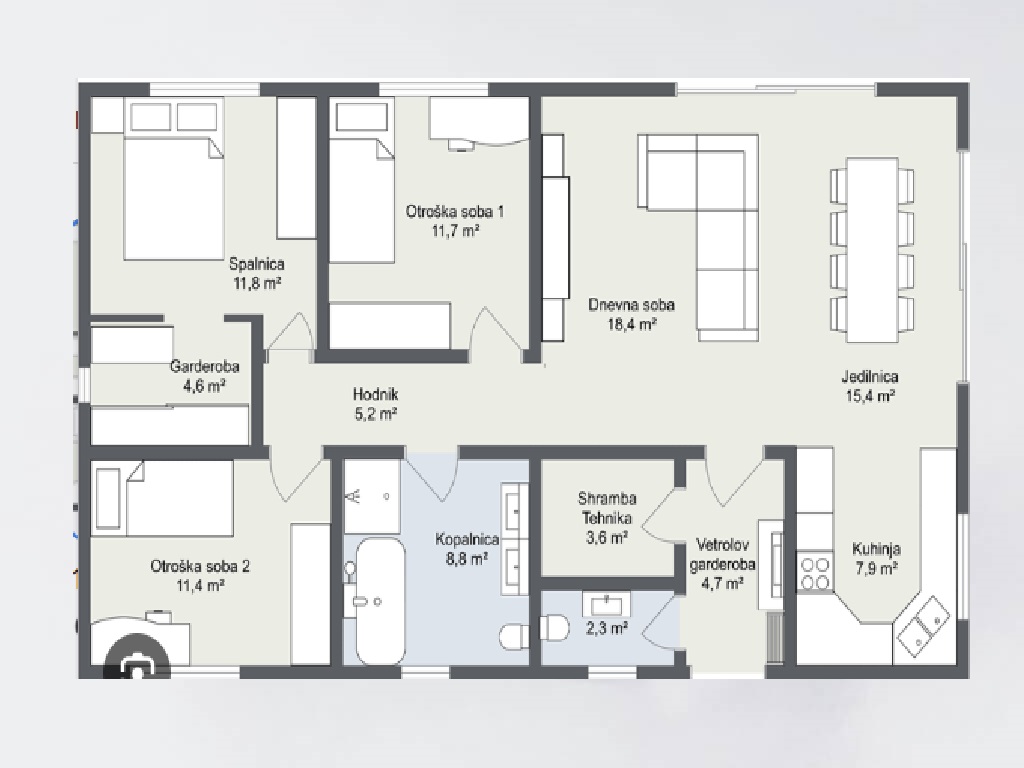 Otroška soba 1
11,7 m²
Spalnica
11,8 m²
Dnevna soba
18,4 m²
Garderoba
4,6 m²
Jedilnica
15,4 m²
Hodnik
5,2 m²
Shramba
Tehnika
3,6 m²
Kopalnica
8,8 m²
Vetrolov
garderoba
4,7 m²
Kuhinja
7,9 m²
Otroška soba 2
11,4 m²
2,3 m²